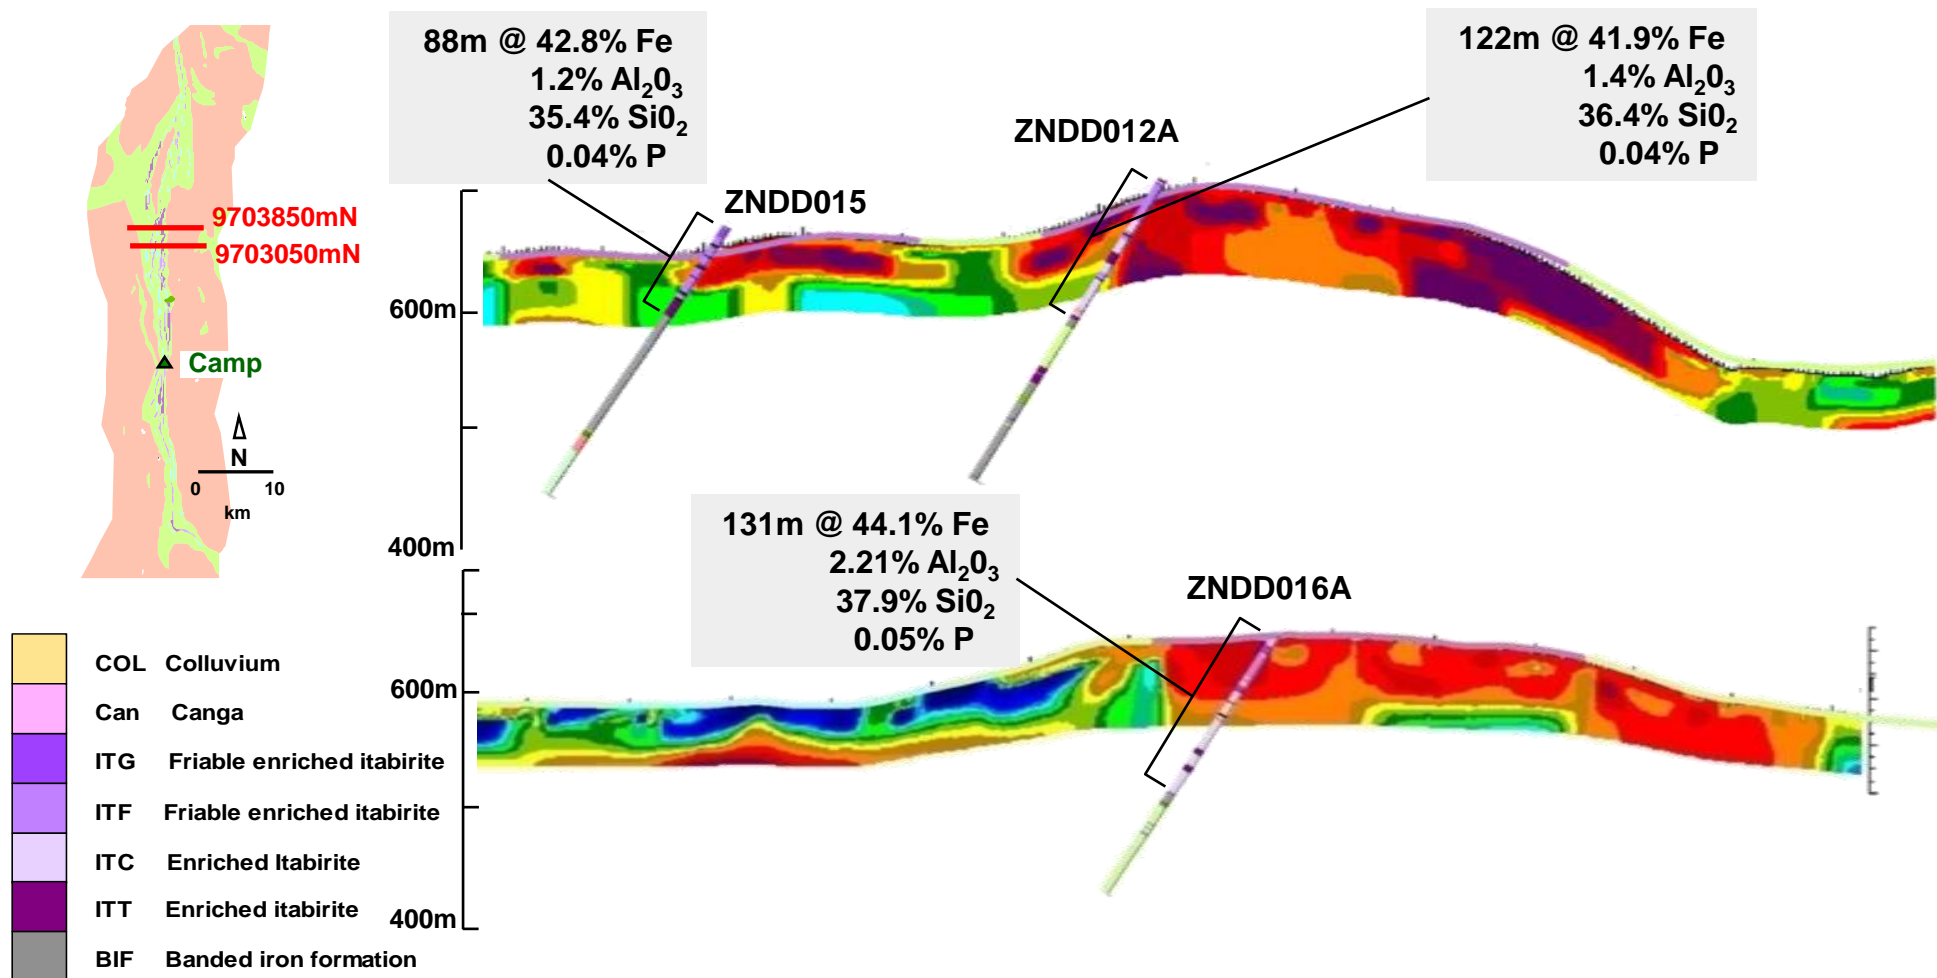 88m @ 42.8% Fe
1.2% Al₂0₃
35.4% Si0₂
0.04% P
122m @ 41.9% Fe
1.4% Al₂0₃
36.4% Si0₂
0.04% P
ZNDD012A
ZNDD015
9703850mN
9703050mN
600m
Camp
N
0 10
km
400m
131m @ 44.1% Fe
2.21% Al₂0₃
37.9% Si0₂
0.05% P
ZNDD016A
600m
400m
COL Colluvium
Can Canga
ITG Friable enriched itabirite
ITF Friable enriched itabirite
ITC Enriched Itabirite
ITT Enriched itabirite
BIF Banded iron formation